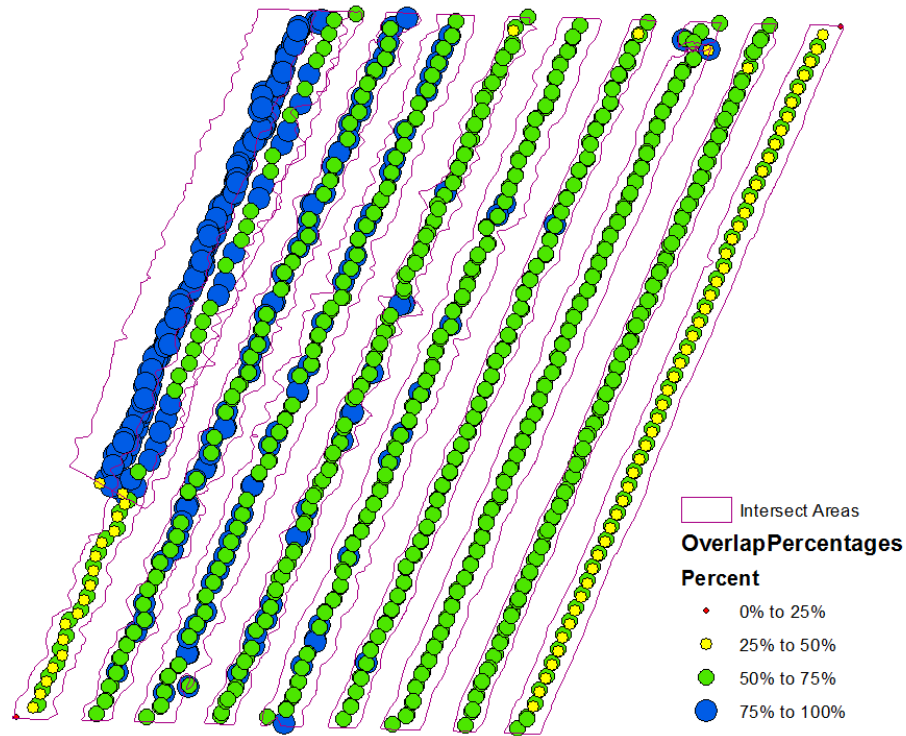 Intersect Areas
OverlapPercentages
Percent
0% to 25%
25% to 50%
50% to 75%
75% to 100%